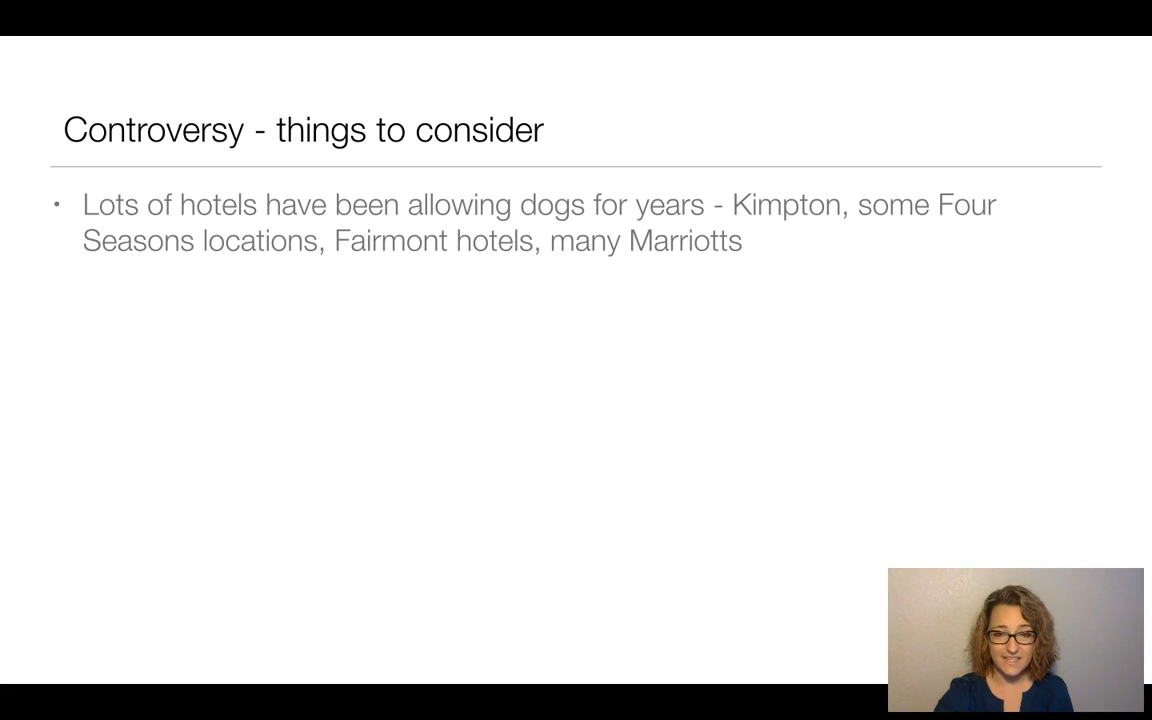 Controversy - things to consider
• Lots of hotels have been allowing dogs for years - Kimpton, some Four
Seasons locations, Fairmont hotels, many Marriotts